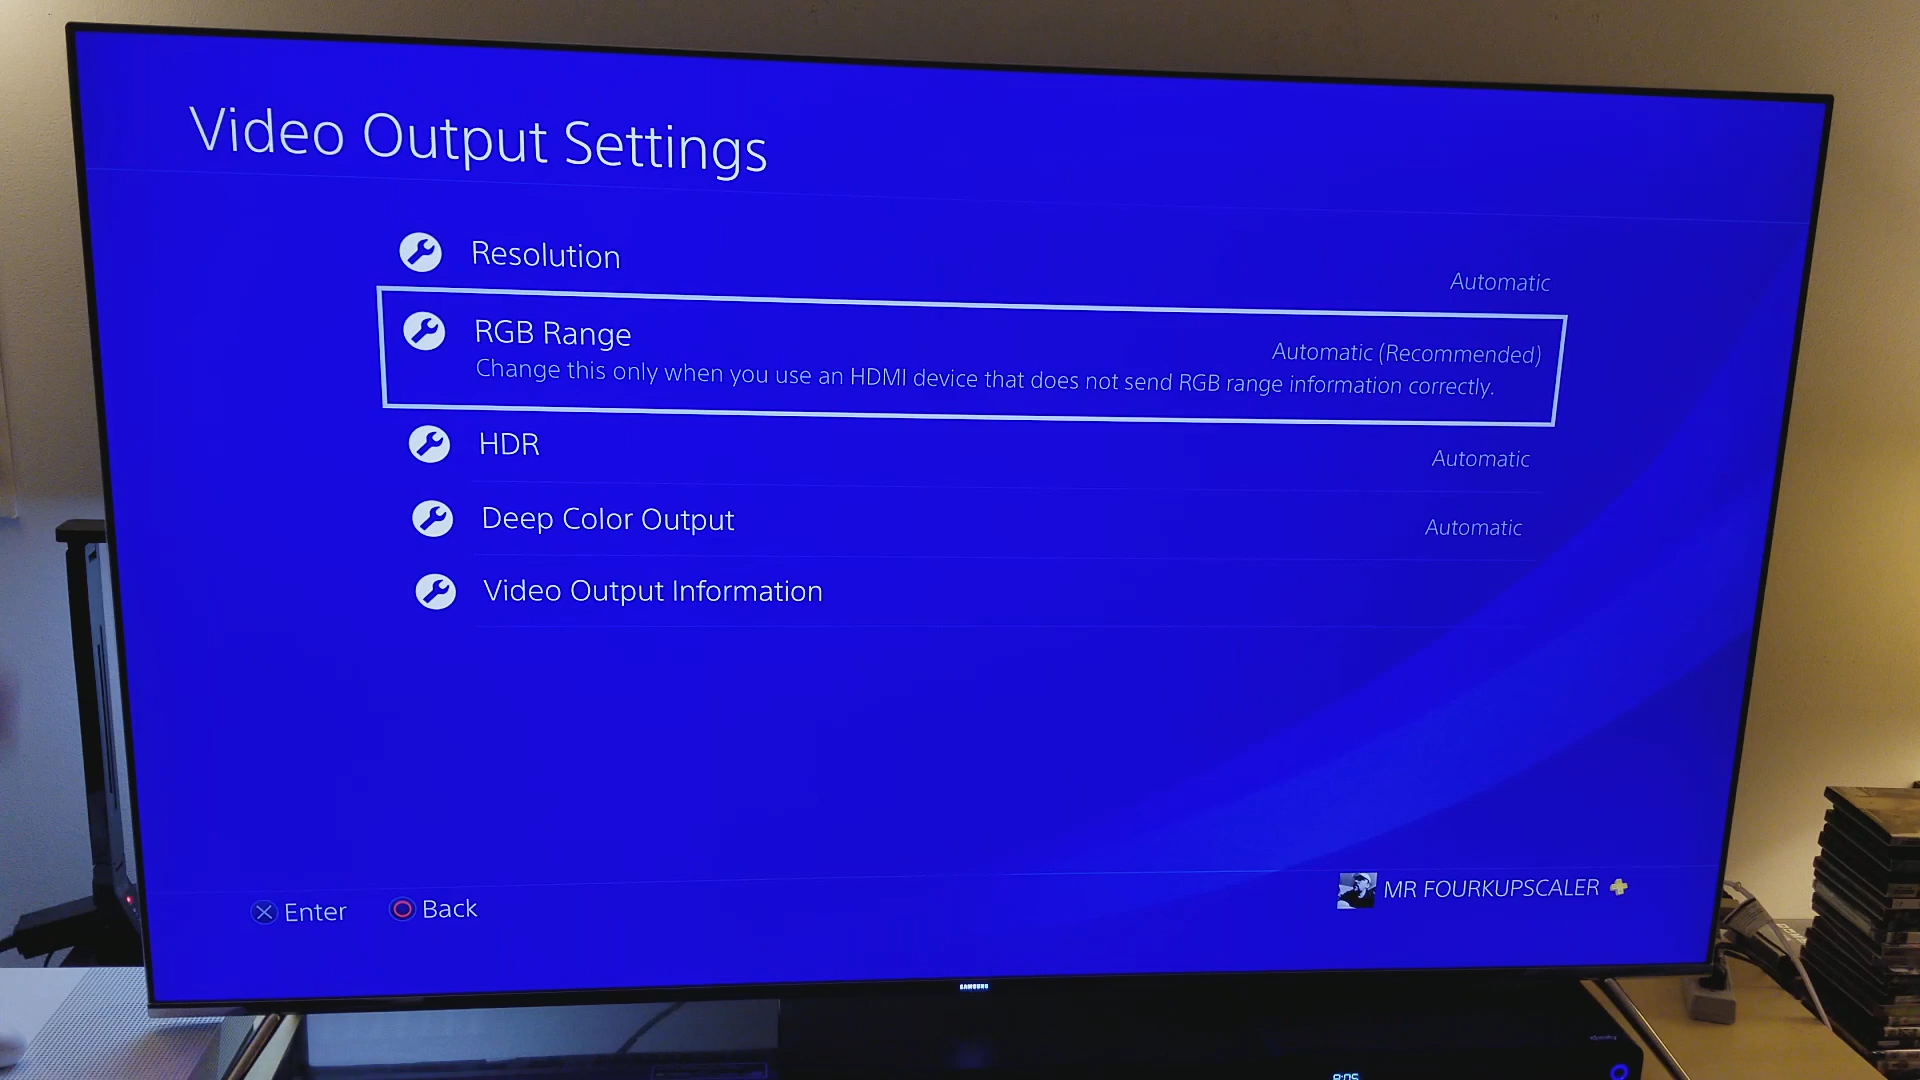 Video Output Settings
Resolution
Automatic
RGB Range
Automatic (Recommended)
Change this only when you use an HDMI device that does not send RGB range information correctly.
HDR
Automatic
Deep Color Output
Automatic
Video Output Information
Enter
Back
MR FOURKUPSCALER
SAMSUNG